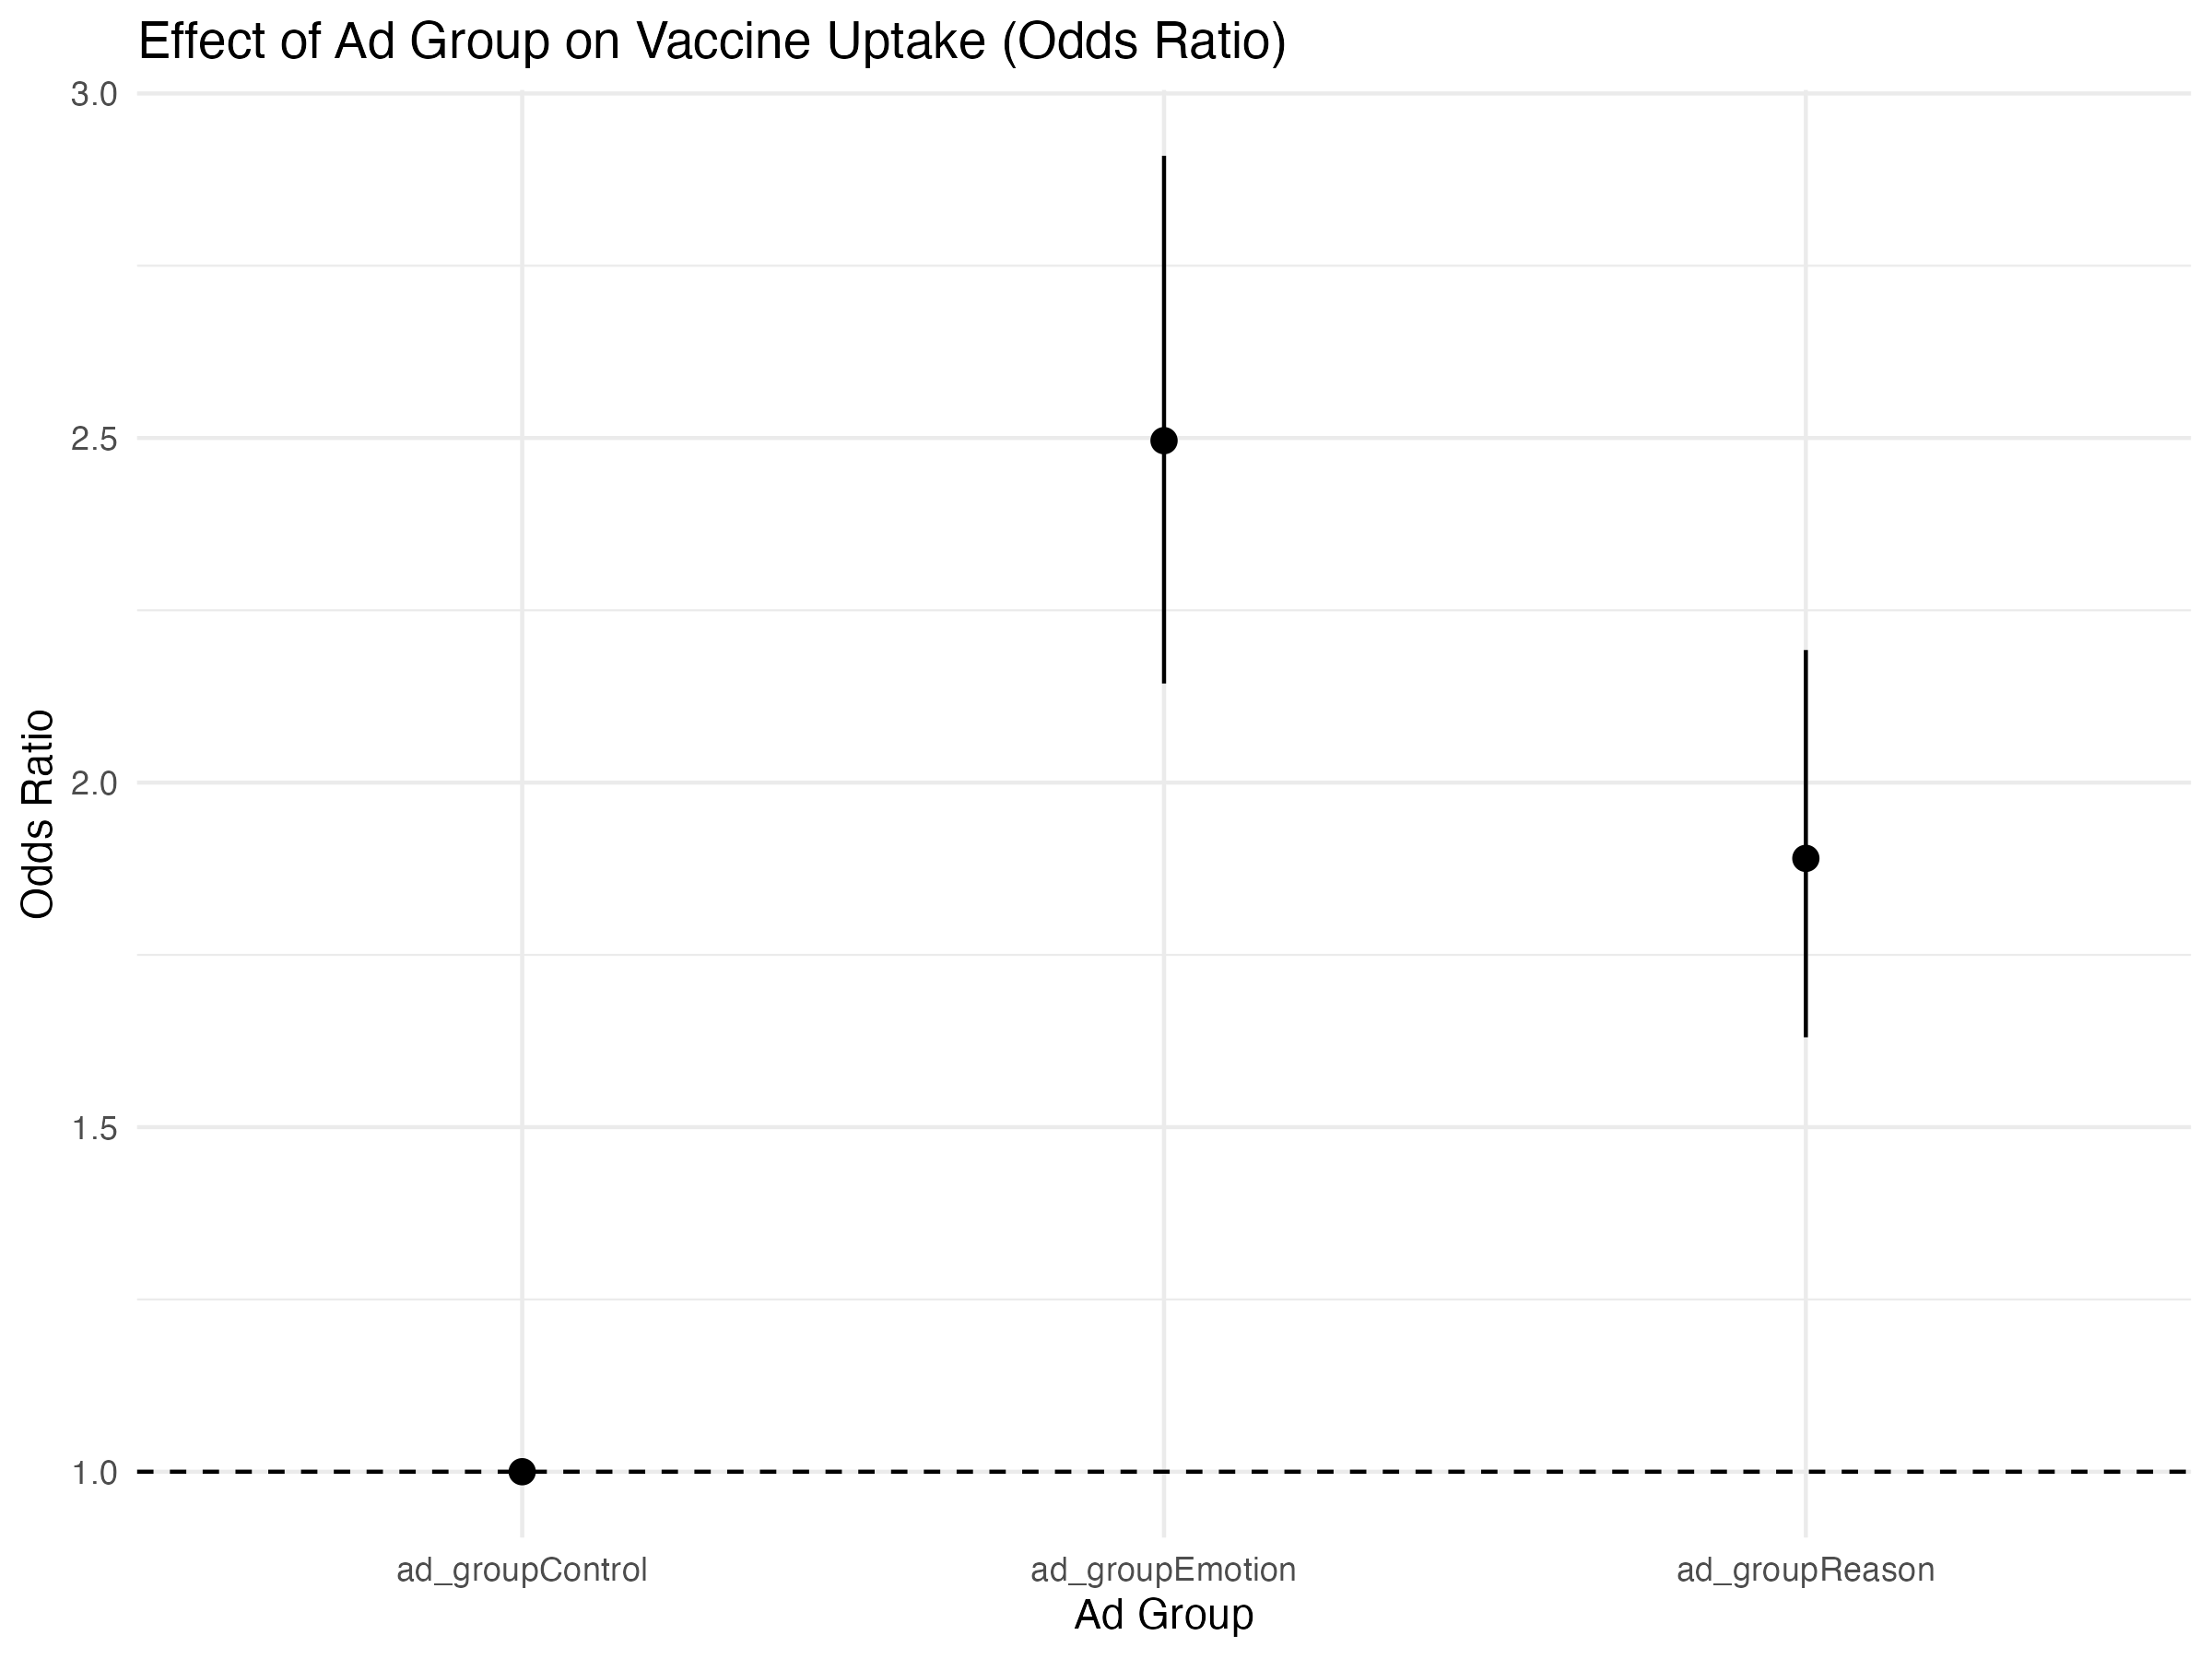 Effect of Ad Group on Vaccine Uptake (Odds Ratio)
3.0
2.5
2.0
1.5
1.0
Odds Ratio
ad_groupControl
ad_groupEmotion
ad_groupReason
Ad Group